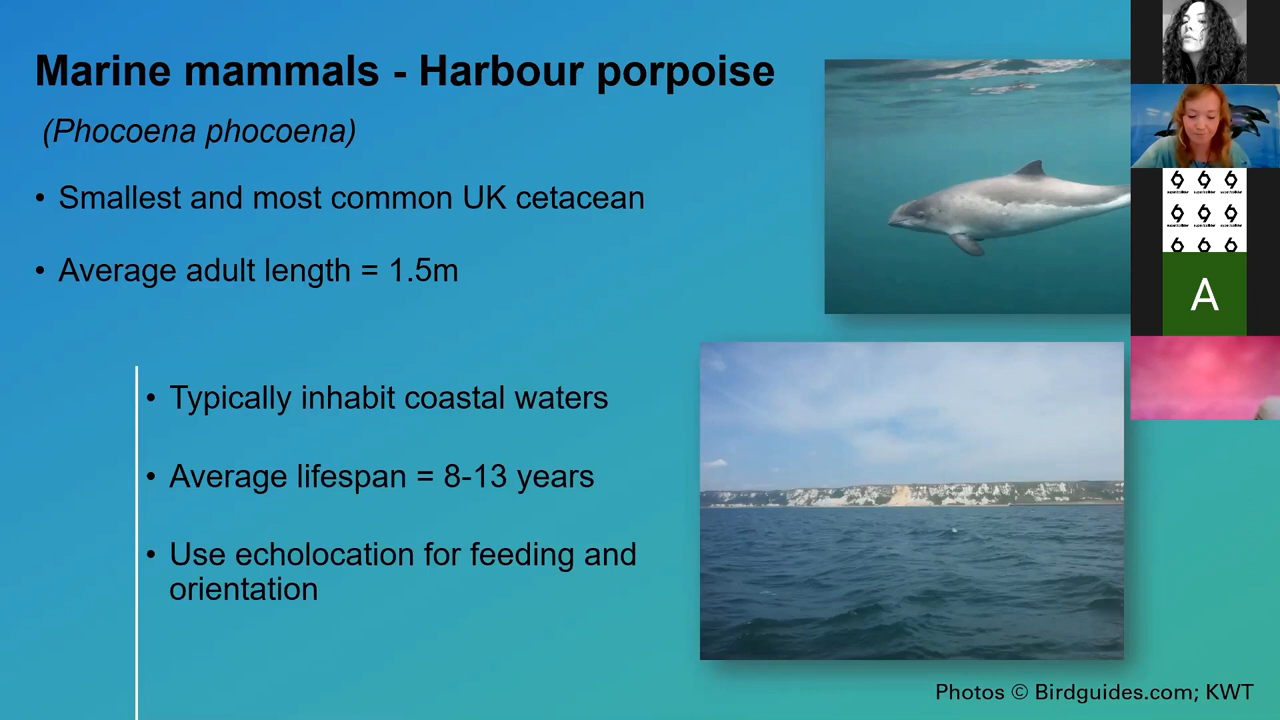 Marine mammals - Harbour porpoise
(Phocoena phocoena)
• Smallest and most common UK cetacean
• Average adult length = 1.5m
• Typically inhabit coastal waters
• Average lifespan = 8-13 years
• Use echolocation for feeding and
orientation
A
Photos © Birdguides.com; KWT